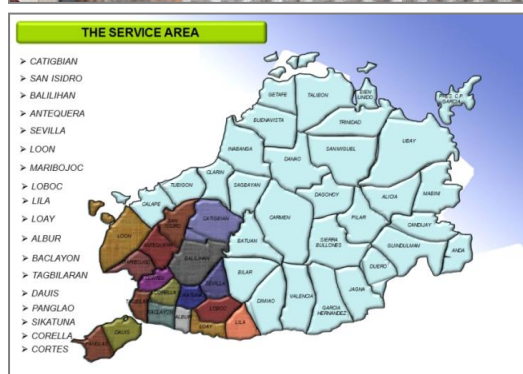 THE SERVICE AREA
➢ CATIGBIAN
➢ SAN ISIDRO
➢ BALILIHAN
➢ ANTEQUERA
➢ SEVILLA
➢ LOON
➢ MARIBOJOC
➢ LOBOC
➢ LILA
➢ LOAY
➢ ALBUR
➢ BACLAYON
➢ TAGBILARAN
➢ DAUIS
➢ PANGLAO
➢ SIKATUNA
➢ CORELLA
➢ CORTES
GETAFE
TALIBON
BIEN UNIDO
PRES. C.P. GARCIA
BUENAVISTA
TRINIDAD
UBAY
INABANGA
DANAO
SAN MIGUEL
CLARIN
SAGBAYAN
TUBIGON
DAGOHOY
ALICIA
MABINI
CALAPE
CATIGBIAN
CARMEN
PILAR
CANDIJAY
SAN ISIDRO
LOON
BATUAN
SIERRA BULLONES
GUINDULMAN
ANDA
BALILIHAN
BILAR
DUERO
SEVILLA
JAGNA
CORELLA
DIMIAO
VALENCIA
GARCIA HERNANDEZ
LOBOC
BACLAYON
ALBUR
LOAY
LILA
DAUIS
PANGLAO